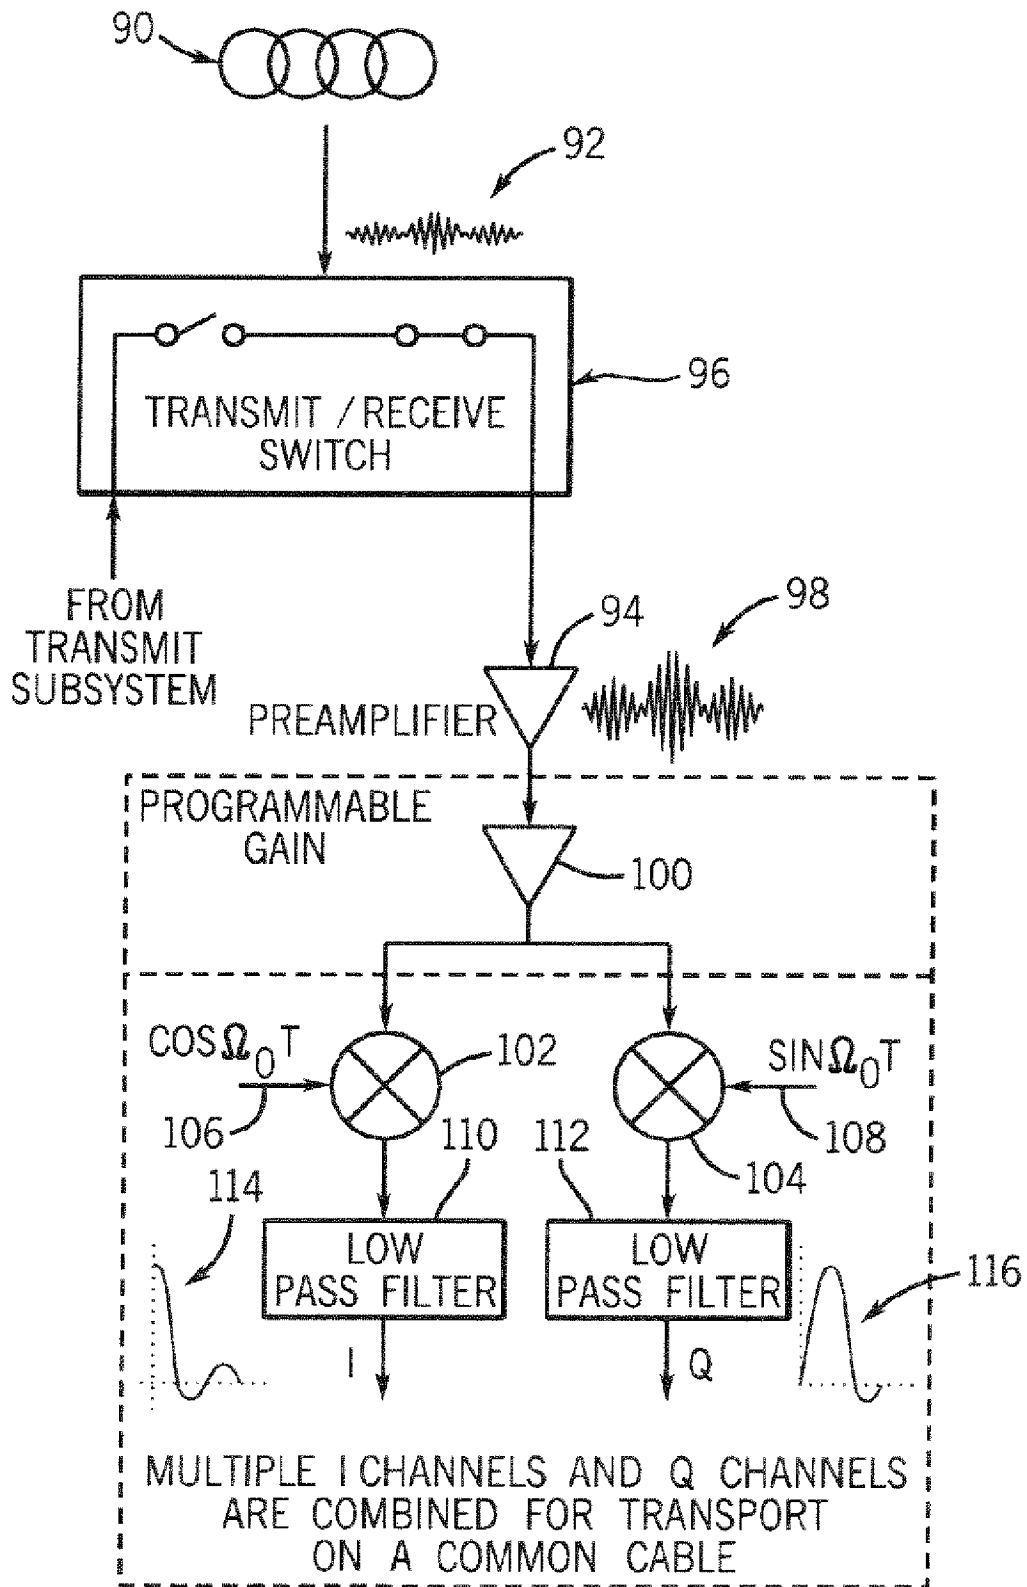 90
92
96
TRANSMIT / RECEIVE
SWITCH
FROM
TRANSMIT
SUBSYSTEM
94
98
PREAMPLIFIER
PROGRAMMABLE
GAIN
100
COSΩ₀T
102
SINΩ₀T
106
108
104
110
112
114
116
LOW
PASS FILTER
LOW
PASS FILTER
I
Q
MULTIPLE I CHANNELS AND Q CHANNELS
ARE COMBINED FOR TRANSPORT
ON A COMMON CABLE